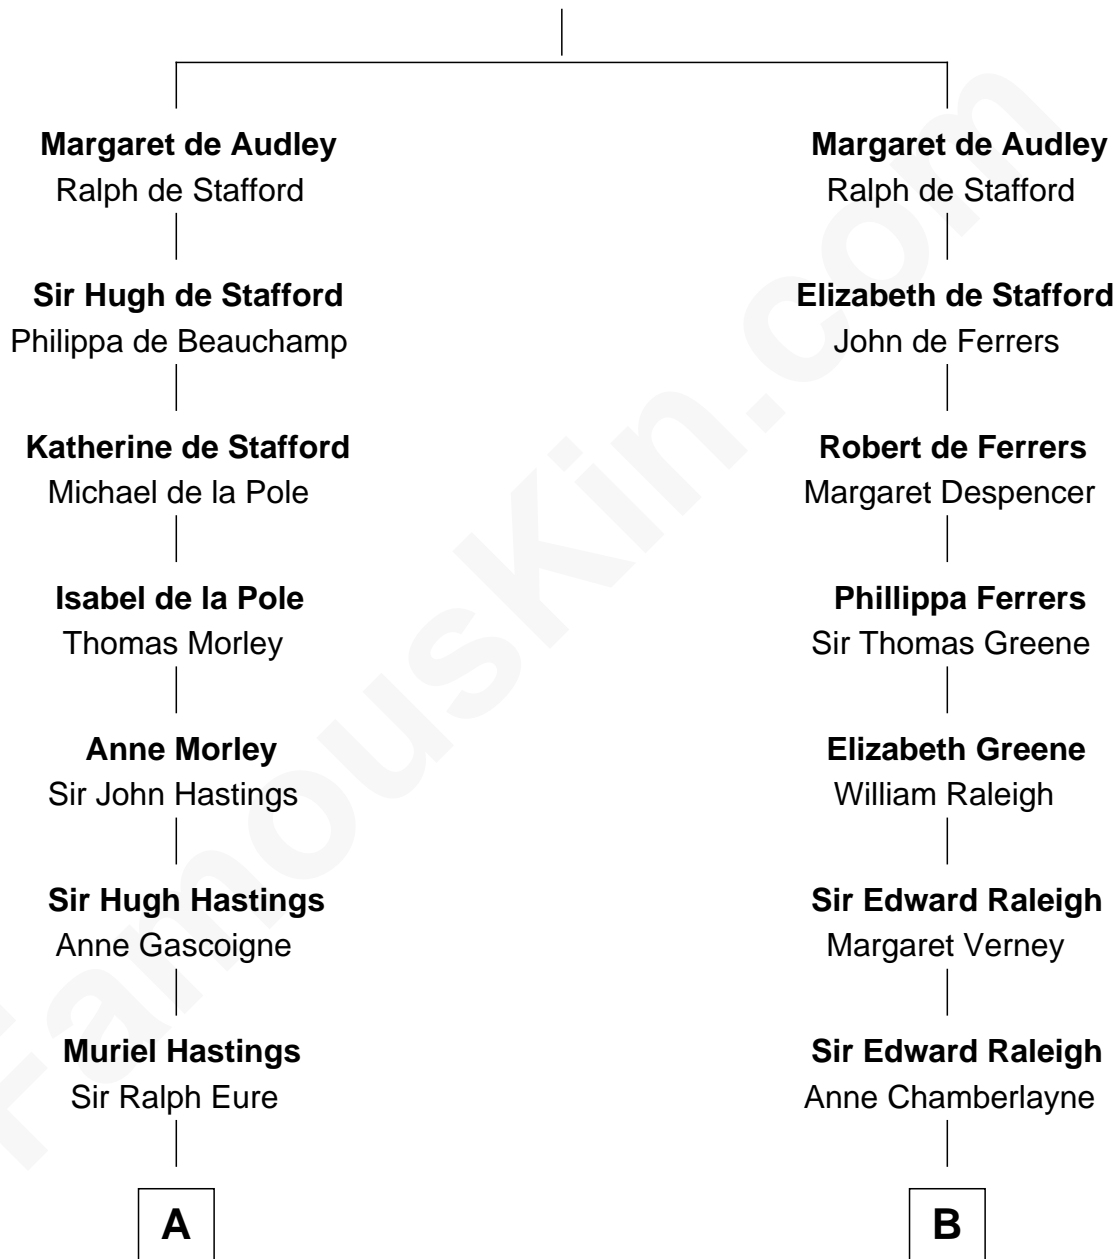 Margaret de Audley
Ralph de Stafford
Sir Hugh de Stafford
Philippa de Beauchamp
Katherine de Stafford
Michael de la Pole
Isabel de la Pole
Thomas Morley
Anne Morley
Sir John Hastings
Sir Hugh Hastings
Anne Gascoigne
Muriel Hastings
Sir Ralph Eure
A
Margaret de Audley
Ralph de Stafford
Elizabeth de Stafford
John de Ferrers
Robert de Ferrers
Margaret Despencer
Phillippa Ferrers
Sir Thomas Greene
Elizabeth Greene
William Raleigh
Sir Edward Raleigh
Margaret Verney
Sir Edward Raleigh
Anne Chamberlayne
B
FamousKin.com